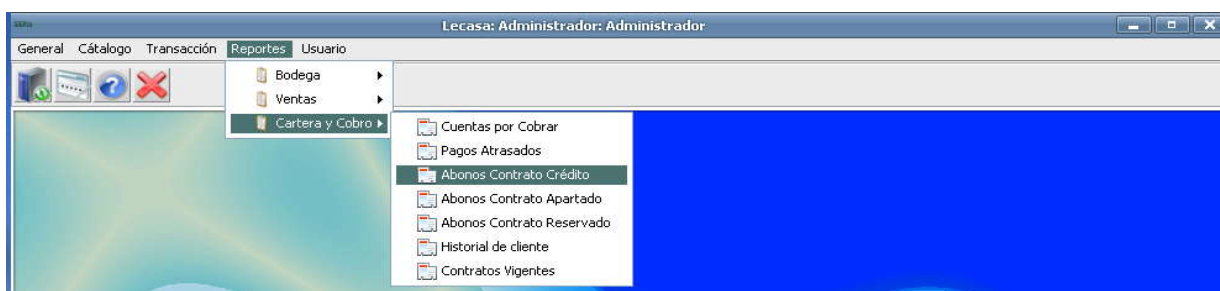 Lecasa: Administrador: Administrador
General Cátalogo Transacción Reportes Usuario
Bodega
Ventas
Cartera y Cobro
Cuentas por Cobrar
Pagos Atrasados
Abonos Contrato Crédito
Abonos Contrato Apartado
Abonos Contrato Reservado
Historial de cliente
Contratos Vigentes